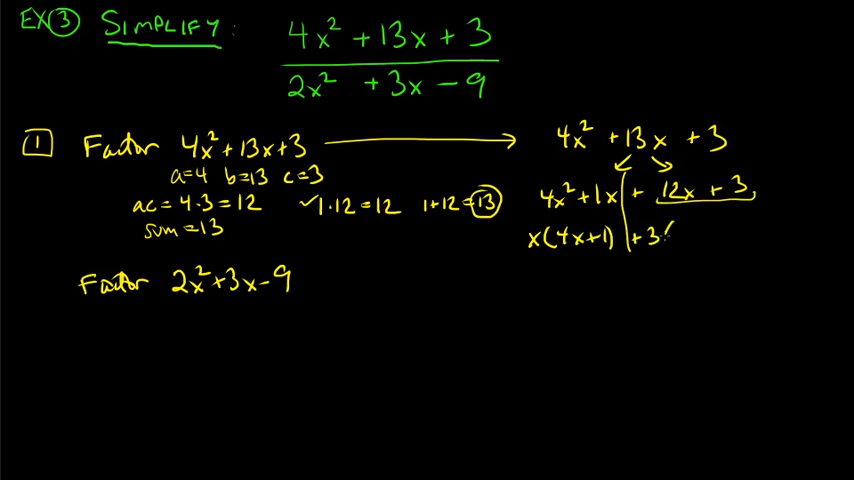 EX ③ SIMPLIFY: 4x² + 13x + 3
2x² + 3x - 9
1 Factor 4x² + 13x + 3 → 4x² + 13x + 3
a=4 b=13 c=3
4x² + 1x + 12x + 3
ac = 4·3 = 12 ✓1·12 = 12 1+12 = 13
sum = 13
x(4x+1) + 3(
Factor 2x² + 3x - 9